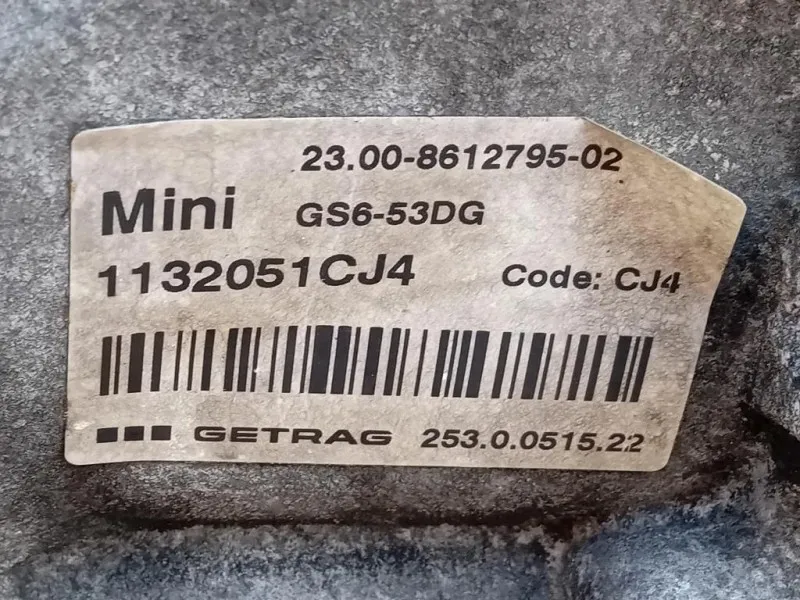 23.00-8612795-02
Mini GS6-53DG
1132051CJ4 Code: CJ4
GETRAG 253.0.0515.22